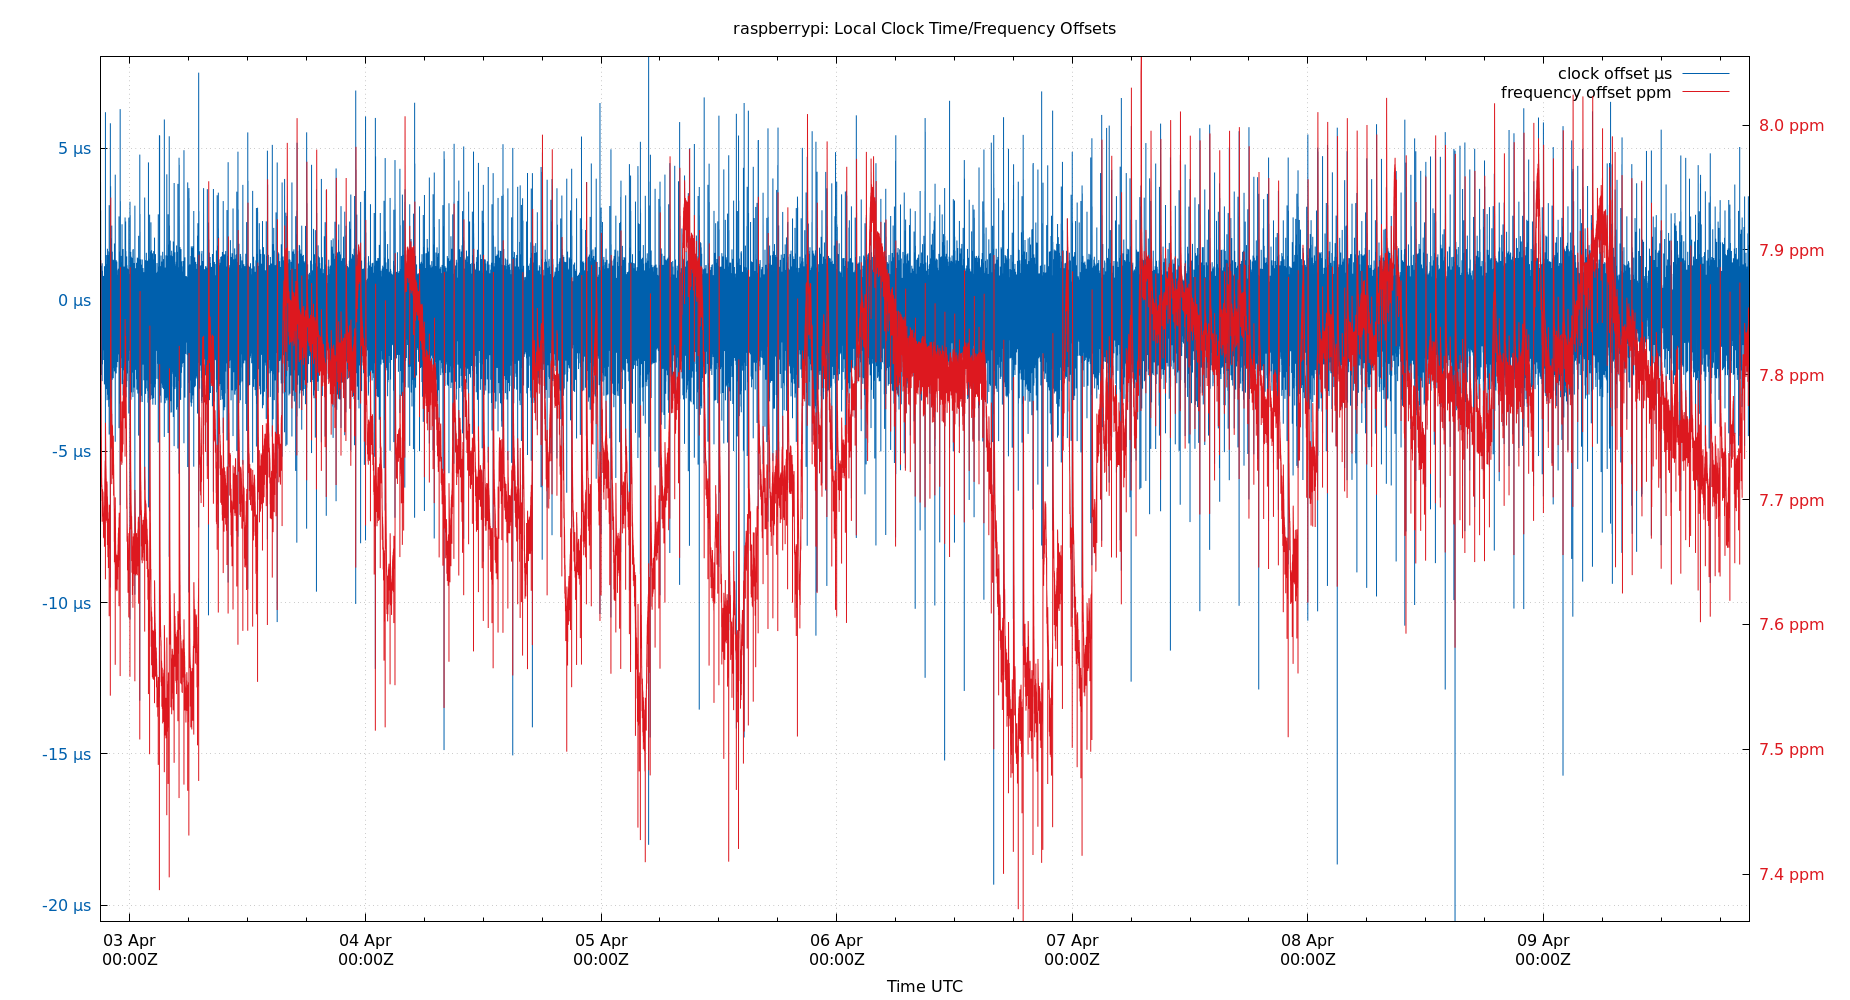 raspberrypi: Local Clock Time/Frequency Offsets
clock offset µs
frequency offset ppm
5 µs
0 µs
-5 µs
-10 µs
-15 µs
-20 µs
8.0 ppm
7.9 ppm
7.8 ppm
7.7 ppm
7.6 ppm
7.5 ppm
7.4 ppm
03 Apr
00:00Z
04 Apr
00:00Z
05 Apr
00:00Z
06 Apr
00:00Z
07 Apr
00:00Z
08 Apr
00:00Z
09 Apr
00:00Z
Time UTC